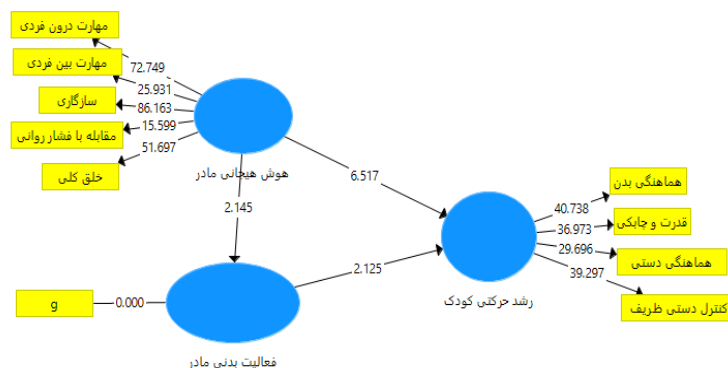 مهارت درون فردی
72.749
مهارت بین فردی
25.931
سازگاری
86.163
مقابله با فشار روانی
15.599
خلق کلی
51.697
هوش هیجانی مادر
6.517
2.145
هماهنگی بدن
40.738
قدرت و چابکی
36.973
هماهنگی دستی
29.696
کنترل دستی ظریف
39.297
رشد حرکتی کودک
2.125
g
0.000
فعالیت بدنی مادر